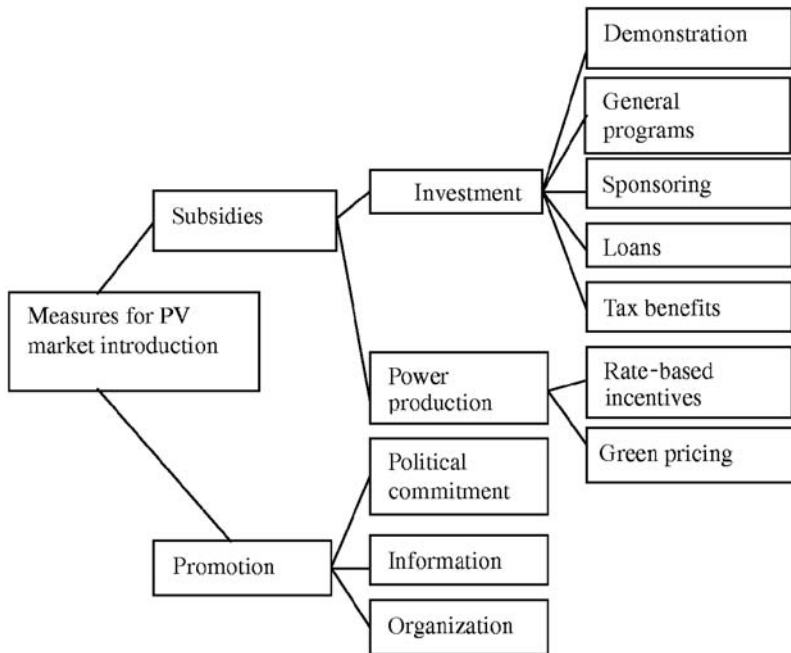 Measures for PV
market introduction
Subsidies
Promotion
Investment
Power
production
Political
commitment
Information
Organization
Demonstration
General
programs
Sponsoring
Loans
Tax benefits
Rate-based
incentives
Green pricing